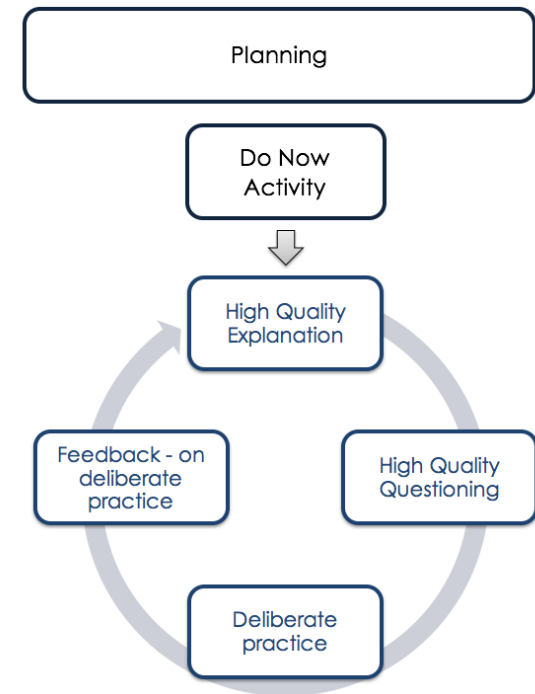 Planning
Do Now
Activity
High Quality
Explanation
High Quality
Questioning
Deliberate
practice
Feedback - on
deliberate
practice